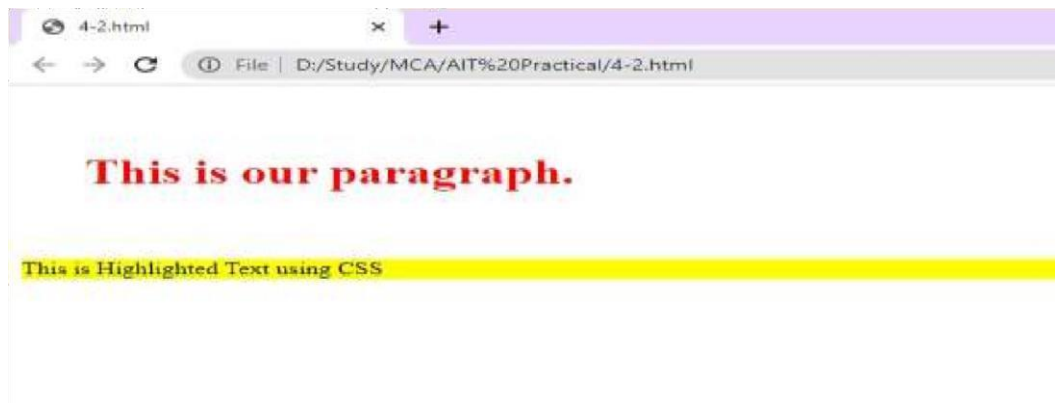 4-2.html
File | D:/Study/MCA/AIT%20Practical/4-2.html
This is our paragraph.
This is Highlighted Text using CSS